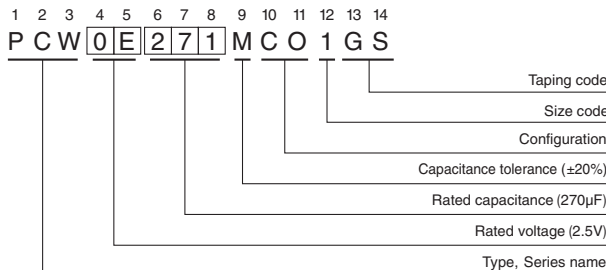 1 2 3 4 5 6 7 8 9 10 11 12 13 14
P C W 0 E 2 7 1 M C O 1 G S
Taping code
Size code
Configuration
Capacitance tolerance (±20%)
Rated capacitance (270μF)
Rated voltage (2.5V)
Type, Series name